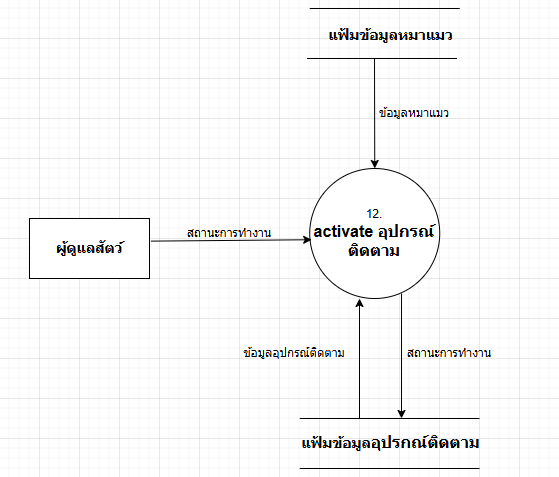 แฟ้มข้อมูลหมาแมว
ข้อมูลหมาแมว
12.
activate อุปกรณ์
ติดตาม
สถานะการทำงาน
ผู้ดูแลสัตว์
ข้อมูลอุปกรณ์ติดตาม
สถานะการทำงาน
แฟ้มข้อมูลอุปรกณ์ติดตาม